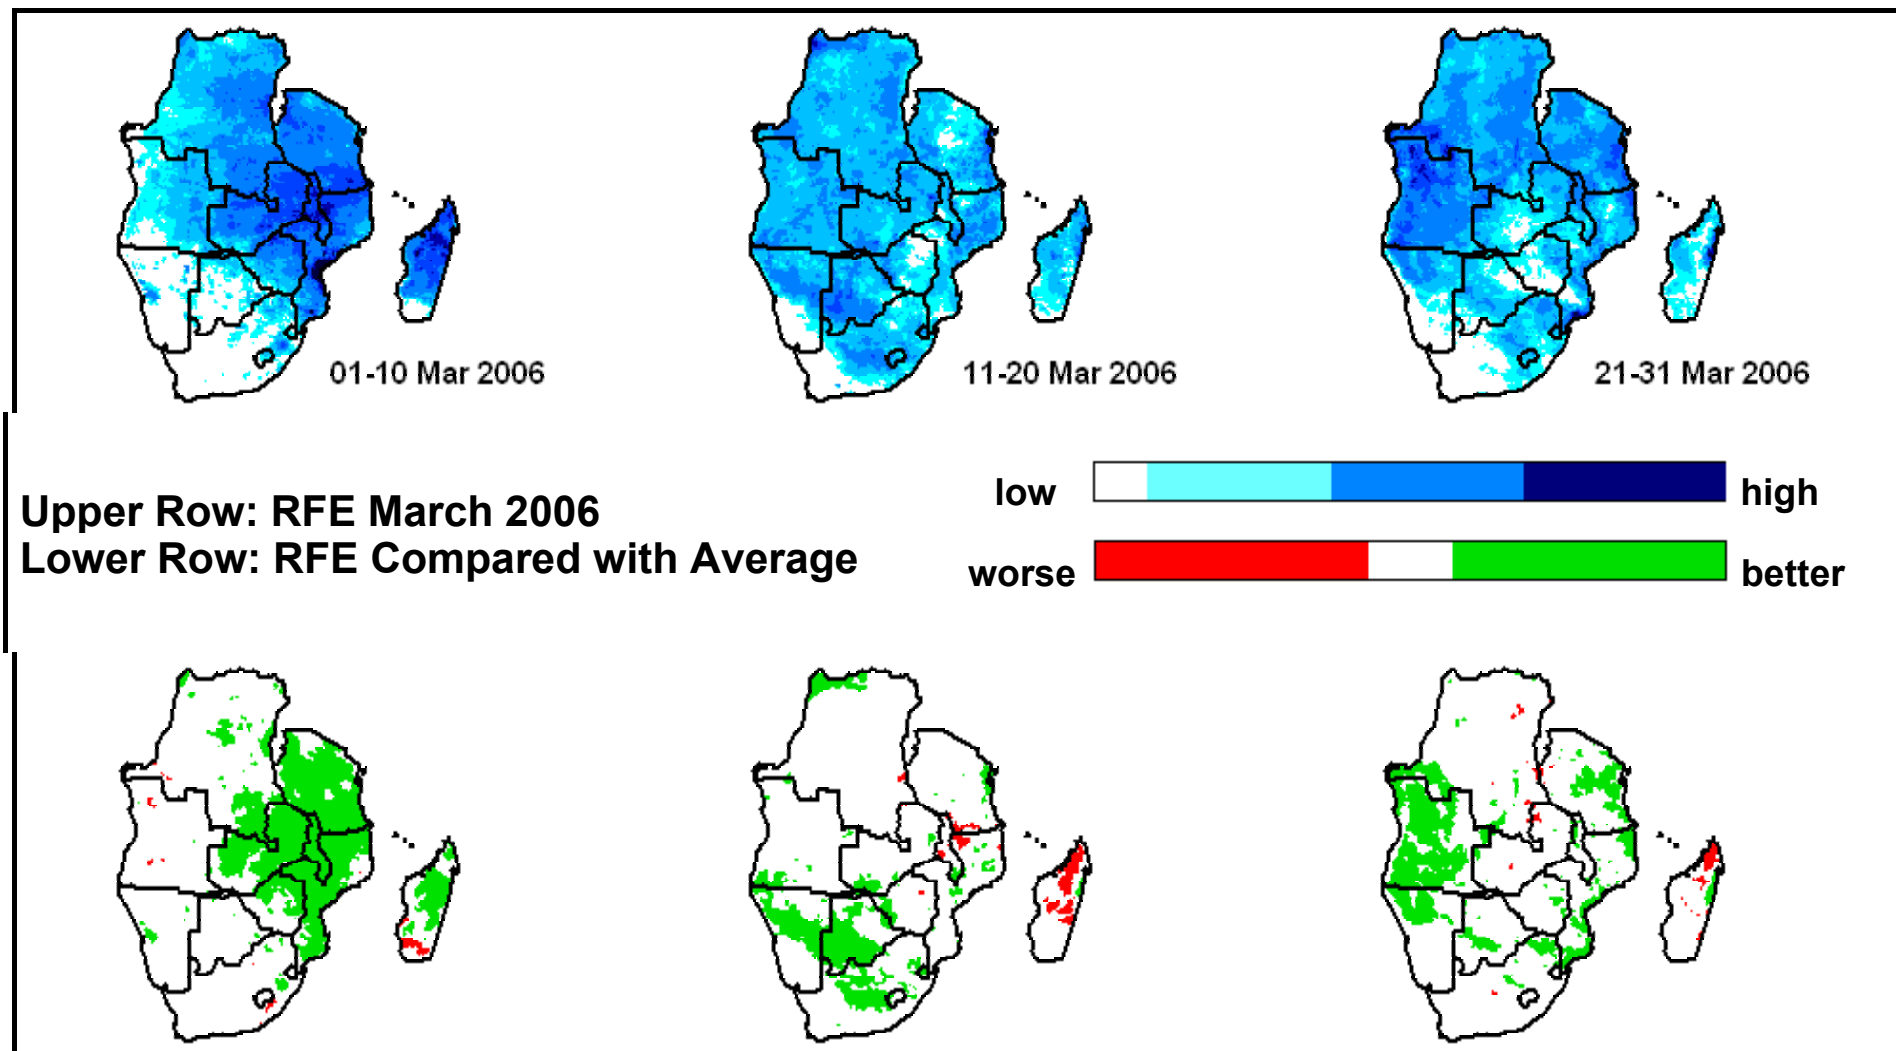 01-10 Mar 2006
11-20 Mar 2006
21-31 Mar 2006
Upper Row: RFE March 2006
Lower Row: RFE Compared with Average
low
high
worse
better